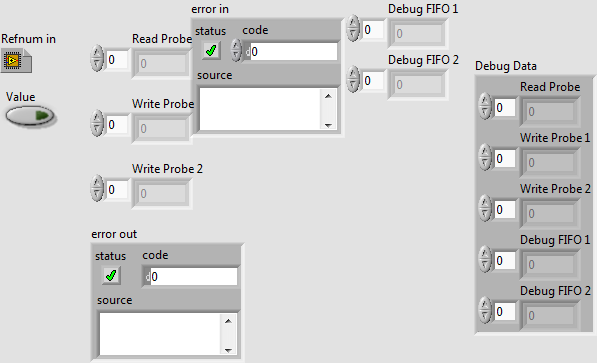 Refnum in
Value
Read Probe
0
0
Write Probe
0
0
Write Probe 2
0
0
error in
status
code
d0
source
Debug FIFO 1
0
0
Debug FIFO 2
0
0
error out
status
code
d0
source
Debug Data
Read Probe
0
0
Write Probe 1
0
0
Write Probe 2
0
0
Debug FIFO 1
0
0
Debug FIFO 2
0
0